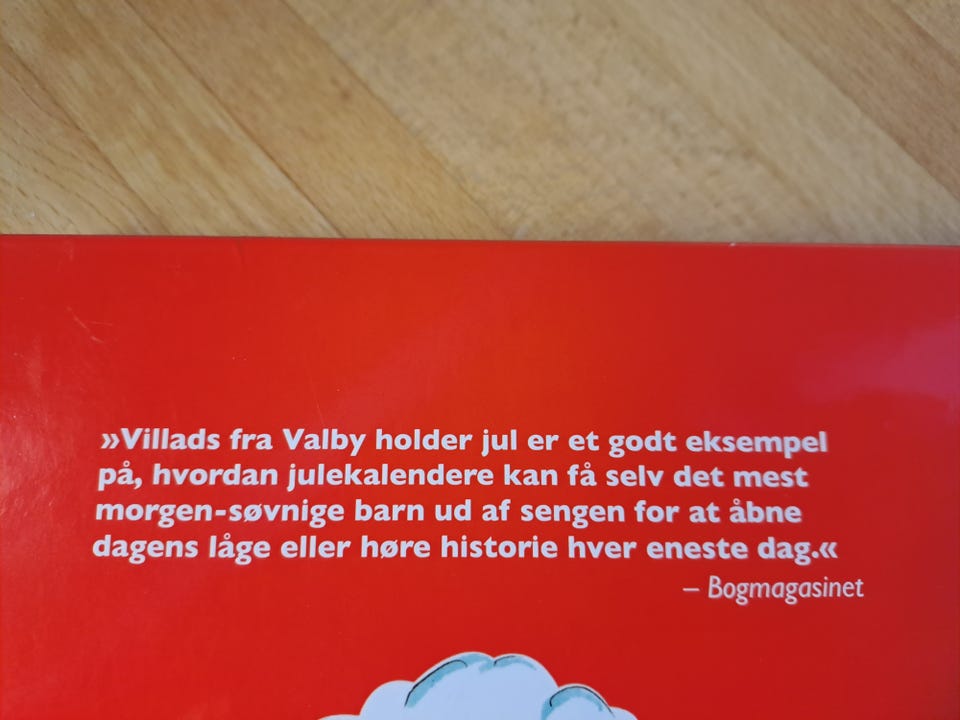 »Villads fra Valby holder jul er et godt eksempel
på, hvordan julekalendere kan få selv det mest
morgen-søvnige barn ud af sengen for at åbne
dagens låge eller høre historie hver eneste dag.«
– Bogmagasinet